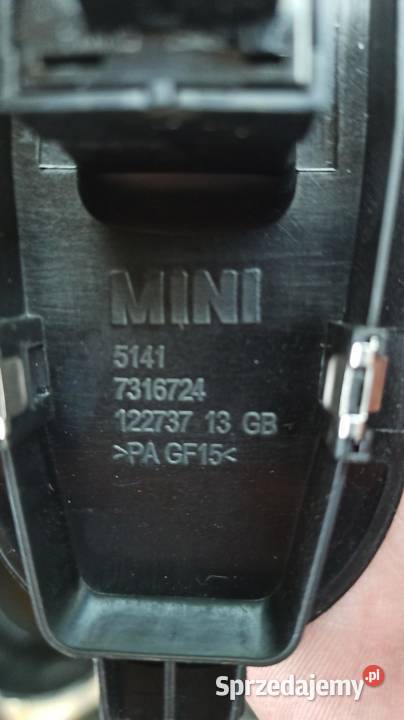 MINI
5141
7316724
122737 13 GB
>PA GF15<
Sprzedajemy.pl